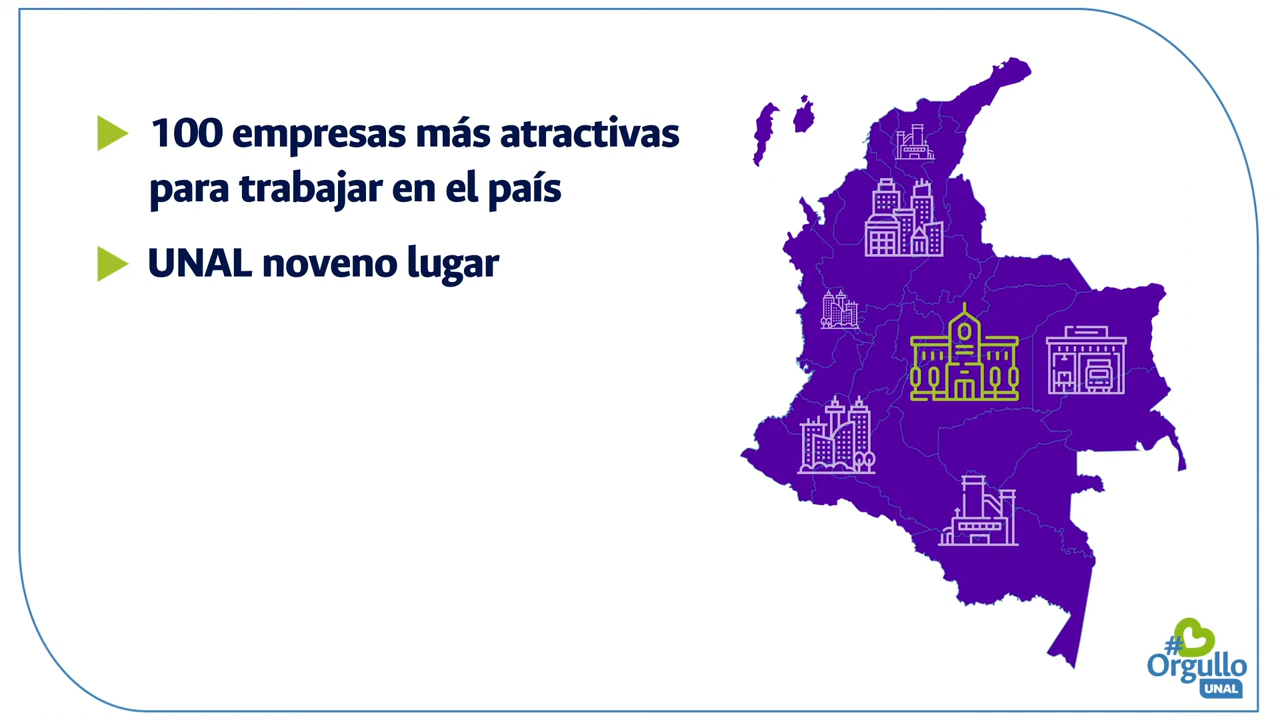 100 empresas más atractivas
para trabajar en el país
UNAL noveno lugar
#
Orgullo
UNAL